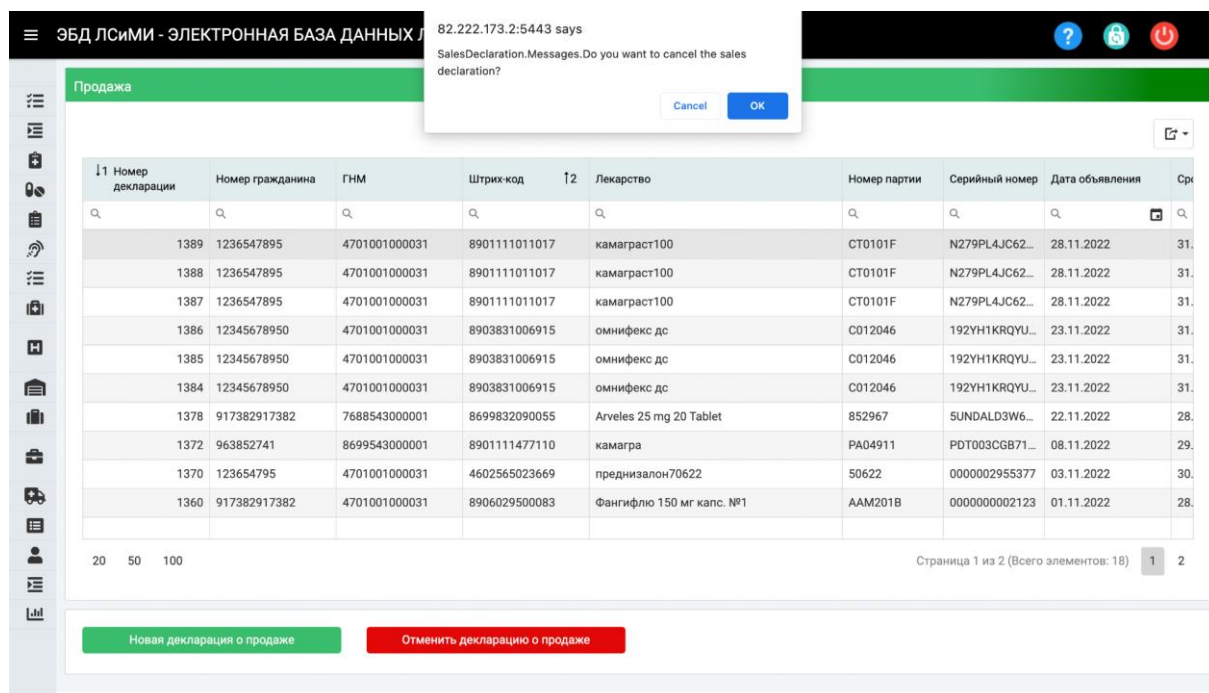 82.222.173.2:5443 says
SalesDeclaration.Messages.Do you want to cancel the sales
declaration?
Cancel OK
ЭБД ЛСиМИ - ЭЛЕКТРОННАЯ БАЗА ДАННЫХ
Продажа
↓1 Номер декларации Номер гражданина ГНМ Штрих-код ↑2 Лекарство Номер партии Серийный номер Дата объявления Сро
1389 1236547895 4701001000031 8901111011017 камаграст100 CT0101F N279PL4JC62... 28.11.2022 31.
1388 1236547895 4701001000031 8901111011017 камаграст100 CT0101F N279PL4JC62... 28.11.2022 31.
1387 1236547895 4701001000031 8901111011017 камаграст100 CT0101F N279PL4JC62... 28.11.2022 31.
1386 12345678950 4701001000031 8903831006915 омнифекс дс C012046 192YH1KRQYU... 23.11.2022 31.
1385 12345678950 4701001000031 8903831006915 омнифекс дс C012046 192YH1KRQYU... 23.11.2022 31.
1384 12345678950 4701001000031 8903831006915 омнифекс дс C012046 192YH1KRQYU... 23.11.2022 31.
1378 917382917382 7688543000001 8699832090055 Arveles 25 mg 20 Tablet 852967 5UNDALD3W6... 22.11.2022 28.
1372 963852741 8699543000001 8901111477110 камагра PA04911 PDT003CGB71... 08.11.2022 29.
1370 123654795 4701001000031 4602565023669 преднизалон70622 50622 0000002955377 03.11.2022 30.
1360 917382917382 4701001000031 8906029500083 Фангифлю 150 мг капс. №1 AAM201B 0000000002123 01.11.2022 28.
20 50 100 Страница 1 из 2 (Всего элементов: 18) 1 2
Новая декларация о продаже Отменить декларацию о продаже